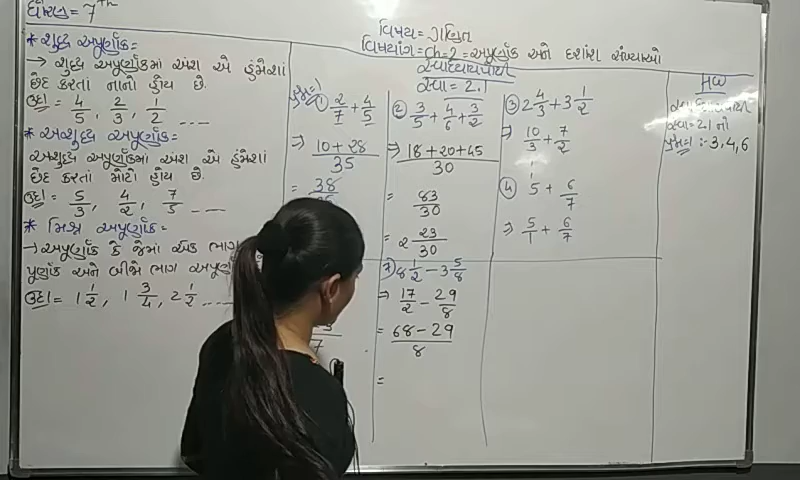 ધોરણ = 7th
વિષય = ગણિત
વિષયાંગ = Ch=2 = અપૂર્ણાંક અને દશાંશ સંખ્યાઓ
સ્વાધ્યાયપોથી
સ્વા = 2.1
* શુદ્ધ અપૂર્ણાંક =
→ શુદ્ધ અપૂર્ણાંકમાં અંશ એ હંમેશાં
છેદ કરતાં નાનો હોય છે.
ઉદા = 4/5, 2/3, 1/2 ---
* અશુદ્ધ અપૂર્ણાંક =
અશુદ્ધ અપૂર્ણાંકમાં અંશ એ હંમેશાં
છેદ કરતાં મોટો હોય છે.
ઉદા = 5/3, 4/2, 7/5 ---
* મિશ્ર અપૂર્ણાંક =
→ અપૂર્ણાંક કે જેમાં એક ભાગ
પૂર્ણાંક અને બીજો ભાગ
ઉદા = 1 1/2, 1 3/4, 2 1/2 ----
① 2/7 + 4/5
⇒ 10+28/35
= 38
7
② 3/5 + 4/6 + 3/2
⇒ 18+20+45/30
= 83/30
= 2 23/30
7) 8 1/2 - 3 5/8
⇒ 17/2 - 29/8
= 68-29/8
=
③ 2 4/3 + 3 1/2
⇒ 10/3 + 7/2
④ 5 + 6/7
⇒ 5/1 + 6/7
HW
સ્વા = 2.1 નો
:- 3, 4, 6